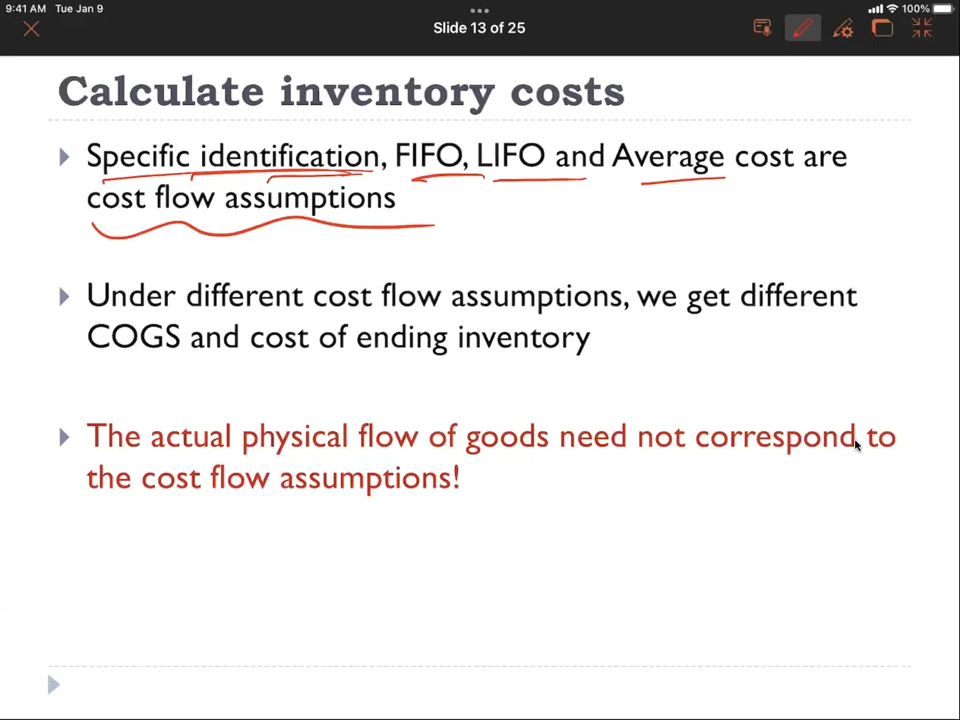 9:41 AM Tue Jan 9
100%
Slide 13 of 25
Calculate inventory costs
Specific identification, FIFO, LIFO and Average cost are
cost flow assumptions
Under different cost flow assumptions, we get different
COGS and cost of ending inventory
The actual physical flow of goods need not correspond to
the cost flow assumptions!